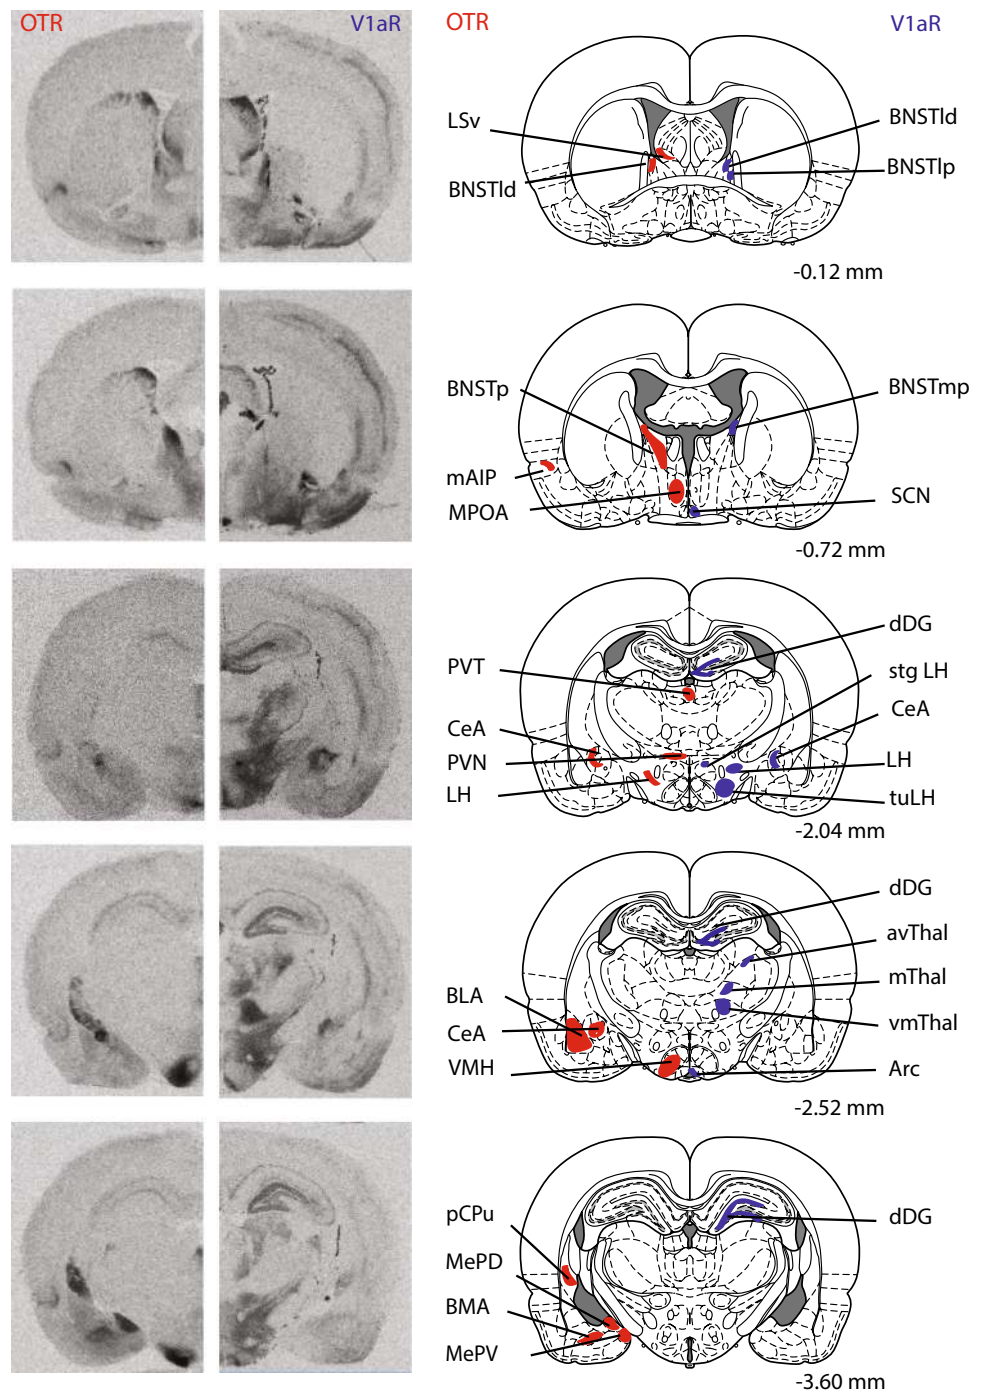 OTR
V1aR
OTR
V1aR
LSv
BNSTld
BNSTld
BNSTlp
-0.12 mm
BNSTp
BNSTmp
mAIP
MPOA
SCN
-0.72 mm
PVT
CeA
PVN
LH
dDG
stg LH
CeA
LH
tuLH
-2.04 mm
BLA
CeA
VMH
dDG
avThal
mThal
vmThal
Arc
-2.52 mm
pCPu
MePD
BMA
MePV
dDG
-3.60 mm